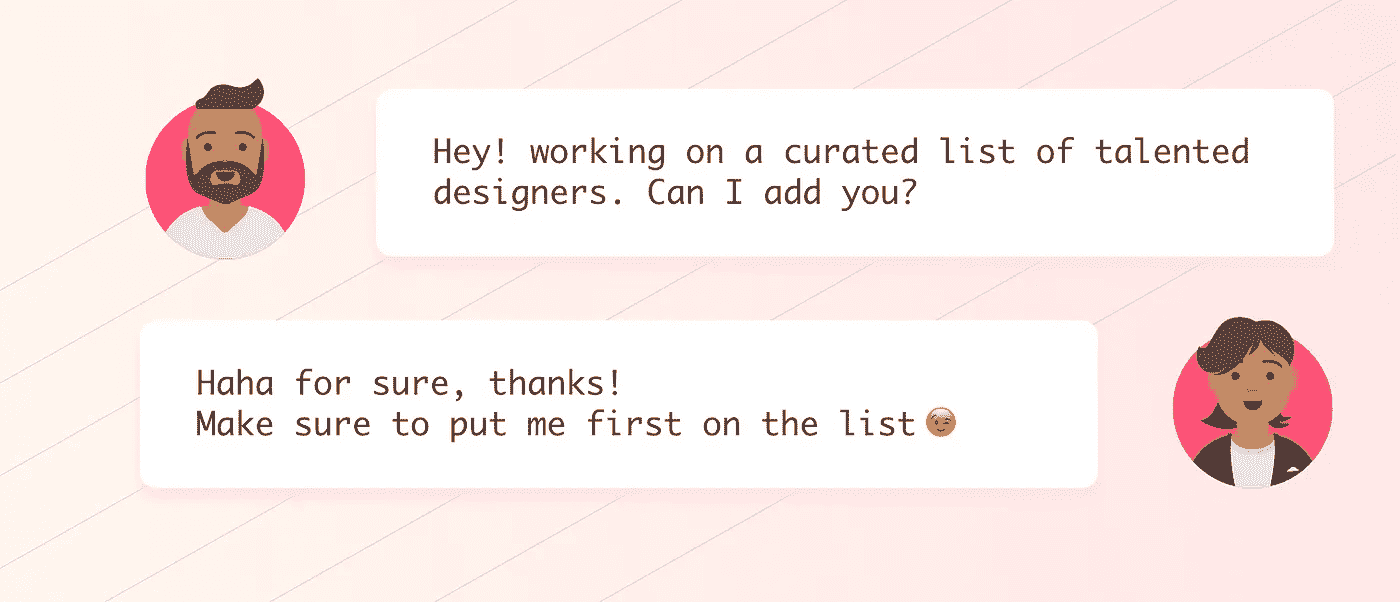 Hey! working on a curated list of talented
designers. Can I add you?
Haha for sure, thanks!
Make sure to put me first on the list